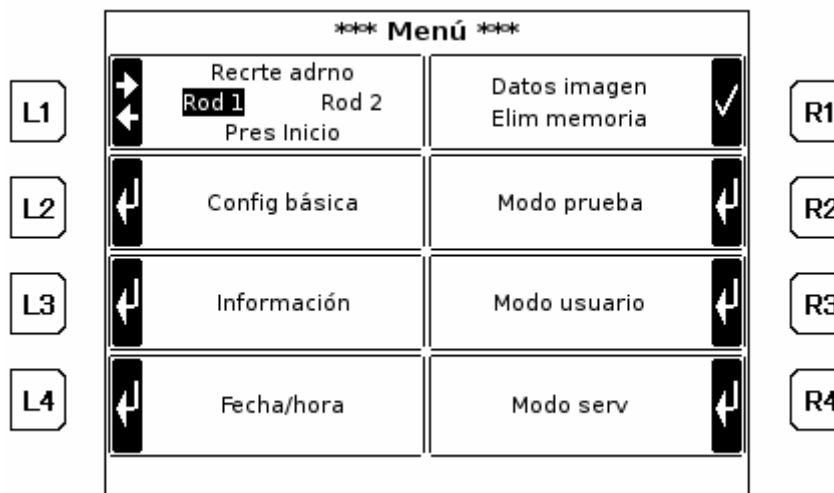 *** Menú ***
L1
Recrte adrno
Rod 1 Rod 2
Pres Inicio
Datos imagen
Elim memoria
R1
L2
Config básica
Modo prueba
R2
L3
Información
Modo usuario
R3
L4
Fecha/hora
Modo serv
R4